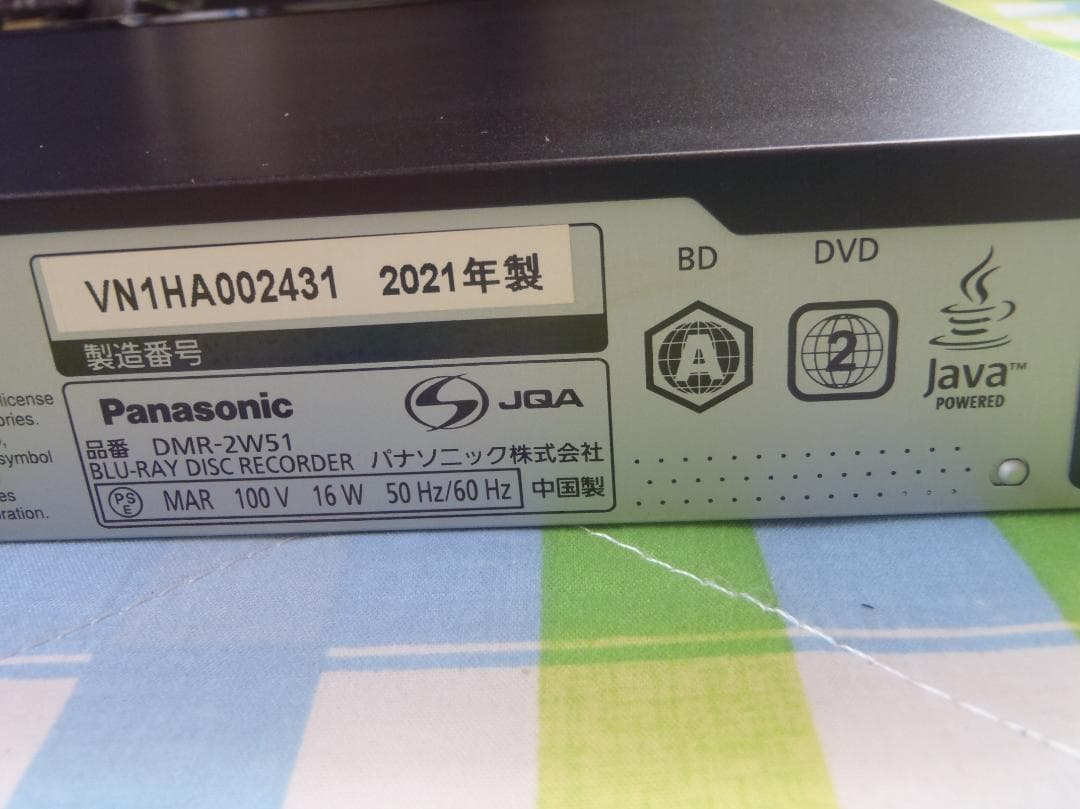 VN1HA002431 2021年製
製造番号
license
ories.
symbol
es
ration.
Panasonic
JQA
品番 DMR-2W51
BLU-RAY DISC RECORDER パナソニック株式会社
PS
E
MAR 100 V 16 W 50 Hz/60 Hz 中国製
BD
A
DVD
2
Java™
POWERED